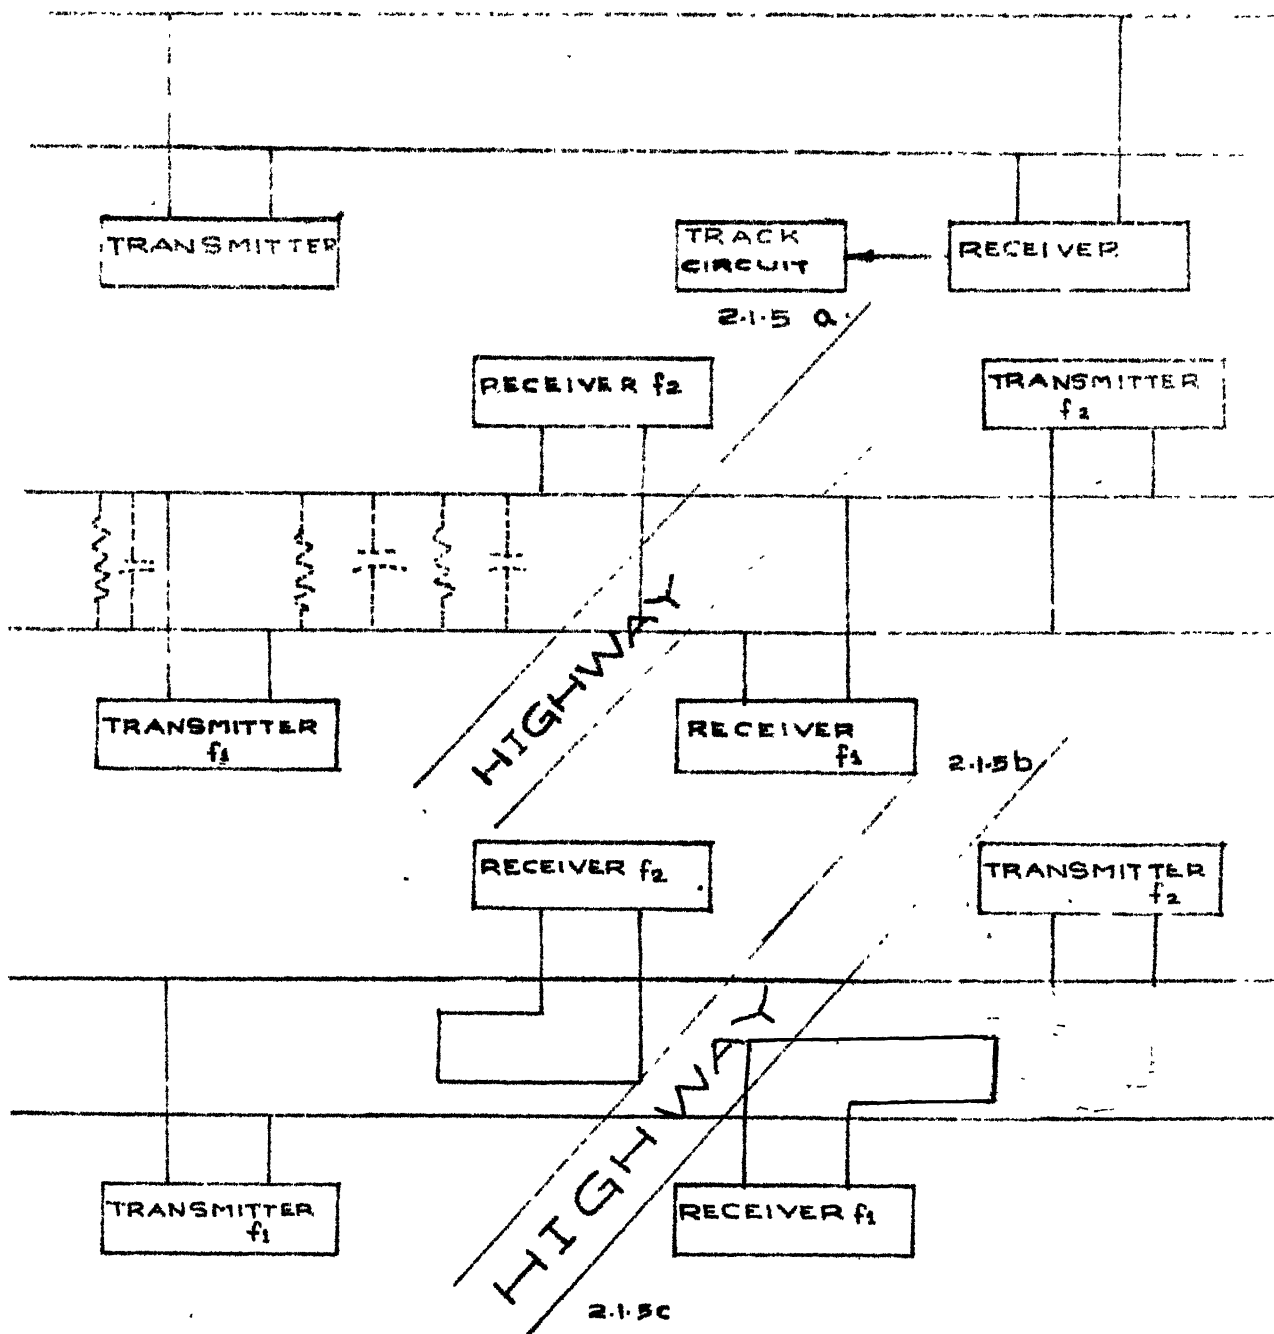 TRANSMITTER
TRACK
CIRCUIT
RECEIVER
2.1.5 a.
RECEIVER f2
TRANSMITTER
f2
HIGHWAY
TRANSMITTER
f1
RECEIVER
f1
2.1.5b
RECEIVER f2
TRANSMITTER
f2
HIGHWAY
TRANSMITTER
f1
RECEIVER f1
2.1.5c